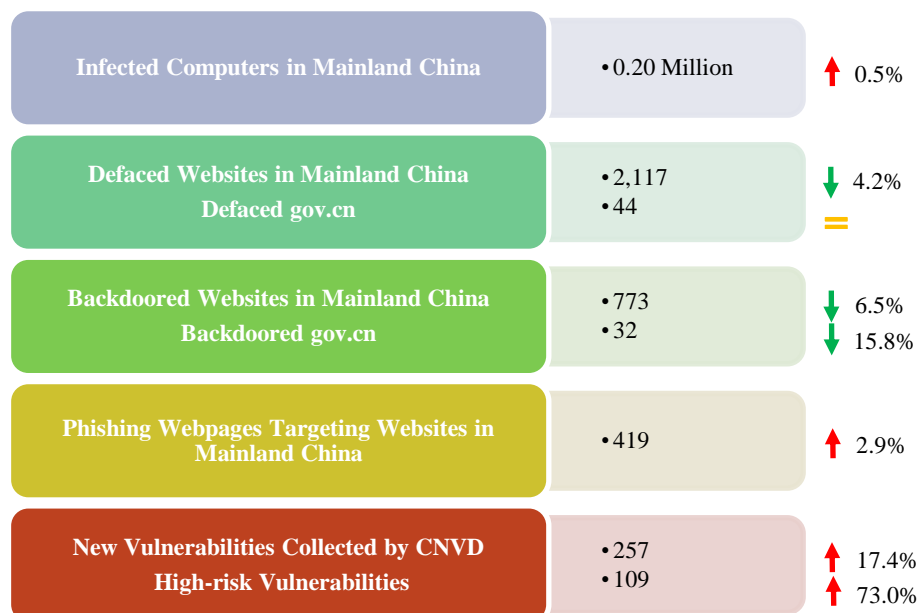 Infected Computers in Mainland China
•0.20 Million
0.5%
Defaced Websites in Mainland China
Defaced gov.cn
•2,117
•44
4.2%
=
Backdoored Websites in Mainland China
Backdoored gov.cn
•773
•32
6.5%
15.8%
Phishing Webpages Targeting Websites in
Mainland China
•419
2.9%
New Vulnerabilities Collected by CNVD
High-risk Vulnerabilities
•257
•109
17.4%
73.0%